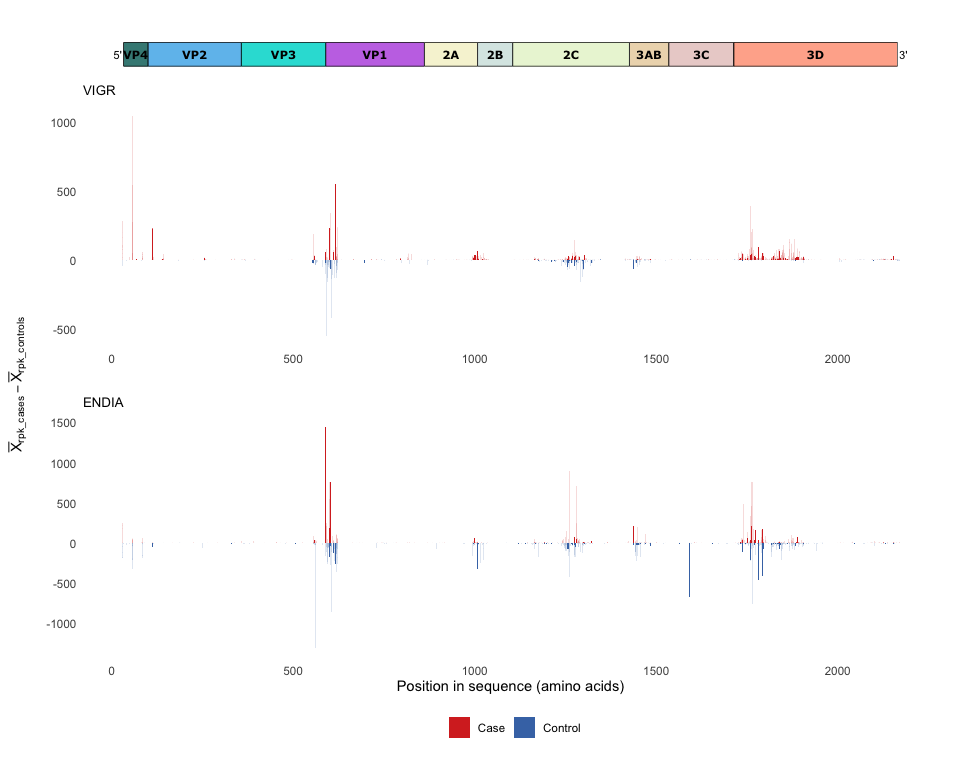 5' VP4 VP2 VP3 VP1 2A 2B 2C 3AB 3C 3D 3'
VIGR
1000
500
0
-500
0 500 1000 1500 2000
ENDIA
1500
1000
500
0
-500
-1000
0 500 1000 1500 2000
Position in sequence (amino acids)
X̅rpk_cases − X̅rpk_controls
Case Control